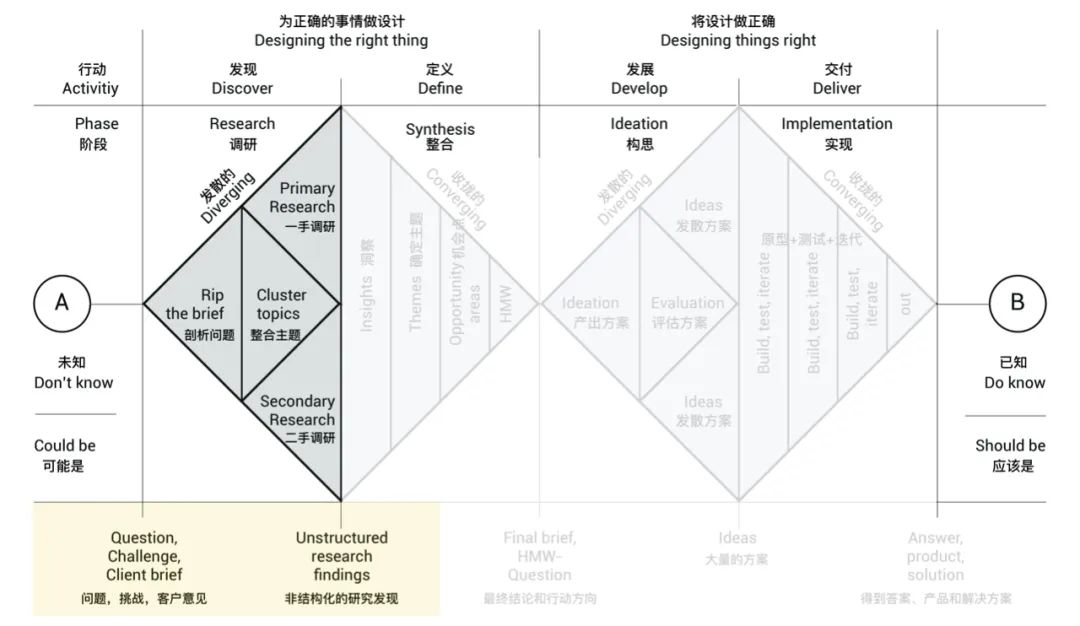 为正确的事情做设计
Designing the right thing
将设计做正确
Designing things right
行动
Activitiy
发现
Discover
定义
Define
发展
Develop
交付
Deliver
Phase
阶段
Research
调研
Synthesis
整合
Ideation
构思
Implementation
实现
发散的
Diverging
Primary
Research
一手调研
Rip
the brief
剖析问题
Cluster
topics
整合主题
Secondary
Research
二手调研
收拢的
Converging
Insights 洞察
Themes 确定主题
Opportunity 机会点
areas
HMW
发散的
Diverging
Ideas
发散方案
Ideation
产出方案
Evaluation
评估方案
Ideas
发散方案
收拢的
Converging
原型+测试+迭代
Build, test, iterate
Build, test, iterate
Build, test,
iterate
out
A
未知
Don't know
Could be
可能是
B
已知
Do know
Should be
应该是
Question,
Challenge,
Client brief
问题，挑战，客户意见
Unstructured
research
findings
非结构化的研究发现
Final brief,
HMW-
Question
最终结论和行动方向
Ideas
大量的方案
Answer,
product,
solution
得到答案、产品和解决方案